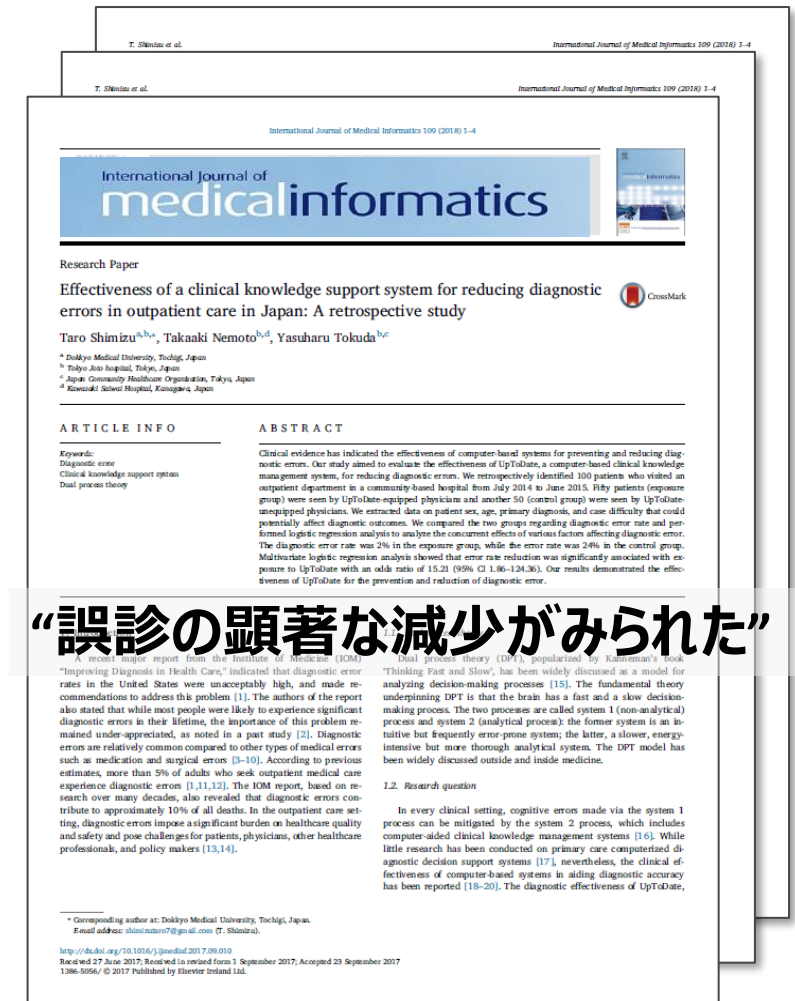 T. Shimizu et al.
International Journal of Medical Informatics 109 (2018) 1–4
T. Shimizu et al.
International Journal of Medical Informatics 109 (2018) 1–4
International Journal of Medical Informatics 109 (2018) 1–4
International Journal of
medicalinformatics
medicalinformatics
Research Paper
Effectiveness of a clinical knowledge support system for reducing diagnostic
errors in outpatient care in Japan: A retrospective study
CrossMark
Taro Shimizua,b,*, Takaaki Nemotob,d, Yasuharu Tokudab,c
a Dokkyo Medical University, Tochigi, Japan
b Tokyo Joto hospital, Tokyo, Japan
c Japan Community Healthcare Organization, Tokyo, Japan
d Kawasaki Saiwai Hospital, Kanagawa, Japan
ARTICLE INFO
Keywords:
Diagnostic error
Clinical knowledge support system
Dual process theory
ABSTRACT
Clinical evidence has indicated the effectiveness of computer-based systems for preventing and reducing diag-
nostic errors. Our study aimed to evaluate the effectiveness of UpToDate, a computer-based clinical knowledge
management system, for reducing diagnostic errors. We retrospectively identified 100 patients who visited an
outpatient department in a community-based hospital from July 2014 to June 2015. Fifty patients (exposure
group) were seen by UpToDate-equipped physicians and another 50 (control group) were seen by UpToDate-
unequipped physicians. We extracted data on patient sex, age, primary diagnosis, and case difficulty that could
potentially affect diagnostic outcomes. We compared the two groups regarding diagnostic error rate and per-
formed logistic regression analysis to analyze the concurrent effects of various factors affecting diagnostic error.
The diagnostic error rate was 2% in the exposure group, while the error rate was 24% in the control group.
Multivariate logistic regression analysis showed that error rate reduction was significantly associated with ex-
posure to UpToDate with an odds ratio of 15.21 (95% CI 1.86–124.36). Our results demonstrated the effec-
tiveness of UpToDate for the prevention and reduction of diagnostic error.
“誤診の顕著な減少がみられた”
A recent major report from the Institute of Medicine (IOM)
“Improving Diagnosis in Health Care,” indicated that diagnostic error
rates in the United States were unacceptably high, and made re-
commendations to address this problem [1]. The authors of the report
also stated that while most people were likely to experience significant
diagnostic errors in their lifetime, the importance of this problem re-
mained under-appreciated, as noted in a past study [2]. Diagnostic
errors are relatively common compared to other types of medical errors
such as medication and surgical errors [3–10]. According to previous
estimates, more than 5% of adults who seek outpatient medical care
experience diagnostic errors [1,11,12]. The IOM report, based on re-
search over many decades, also revealed that diagnostic errors con-
tribute to approximately 10% of all deaths. In the outpatient care set-
ting, diagnostic errors impose a significant burden on healthcare quality
and safety and pose challenges for patients, physicians, other healthcare
professionals, and policy makers [13,14].
Dual process theory (DPT), popularized by Kahneman's book
‘Thinking Fast and Slow’, has been widely discussed as a model for
analyzing decision-making processes [15]. The fundamental theory
underpinning DPT is that the brain has a fast and a slow decision-
making process. The two processes are called system 1 (non-analytical)
process and system 2 (analytical process): the former system is an in-
tuitive but frequently error-prone system; the latter, a slower, energy-
intensive but more thorough analytical system. The DPT model has
been widely discussed outside and inside medicine.
1.2. Research question
In every clinical setting, cognitive errors made via the system 1
process can be mitigated by the system 2 process, which includes
computer-aided clinical knowledge management systems [16]. While
little research has been conducted on primary care computerized di-
agnostic decision support systems [17], nevertheless, the clinical ef-
fectiveness of computer-based systems in aiding diagnostic accuracy
has been reported [18–20]. The diagnostic effectiveness of UpToDate,
* Corresponding author at: Dokkyo Medical University, Tochigi, Japan.
E-mail address: shimizutaro7@gmail.com (T. Shimizu).
http://dx.doi.org/10.1016/j.ijmedinf.2017.09.010
Received 27 June 2017; Received in revised form 1 September 2017; Accepted 23 September 2017
1386-5056/ © 2017 Published by Elsevier Ireland Ltd.